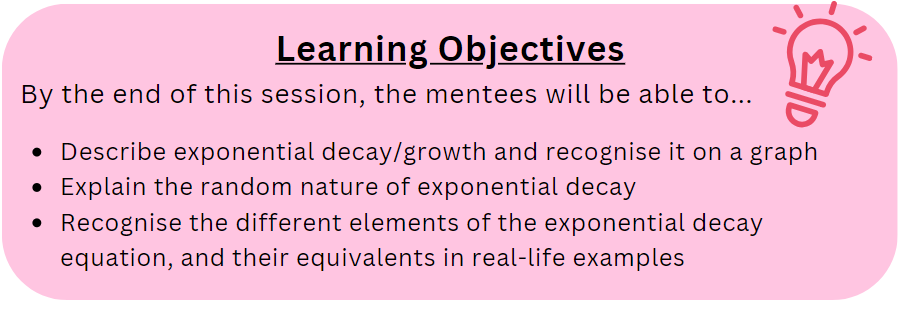 Learning Objectives
By the end of this session, the mentees will be able to...
• Describe exponential decay/growth and recognise it on a graph
• Explain the random nature of exponential decay
• Recognise the different elements of the exponential decay
equation, and their equivalents in real-life examples